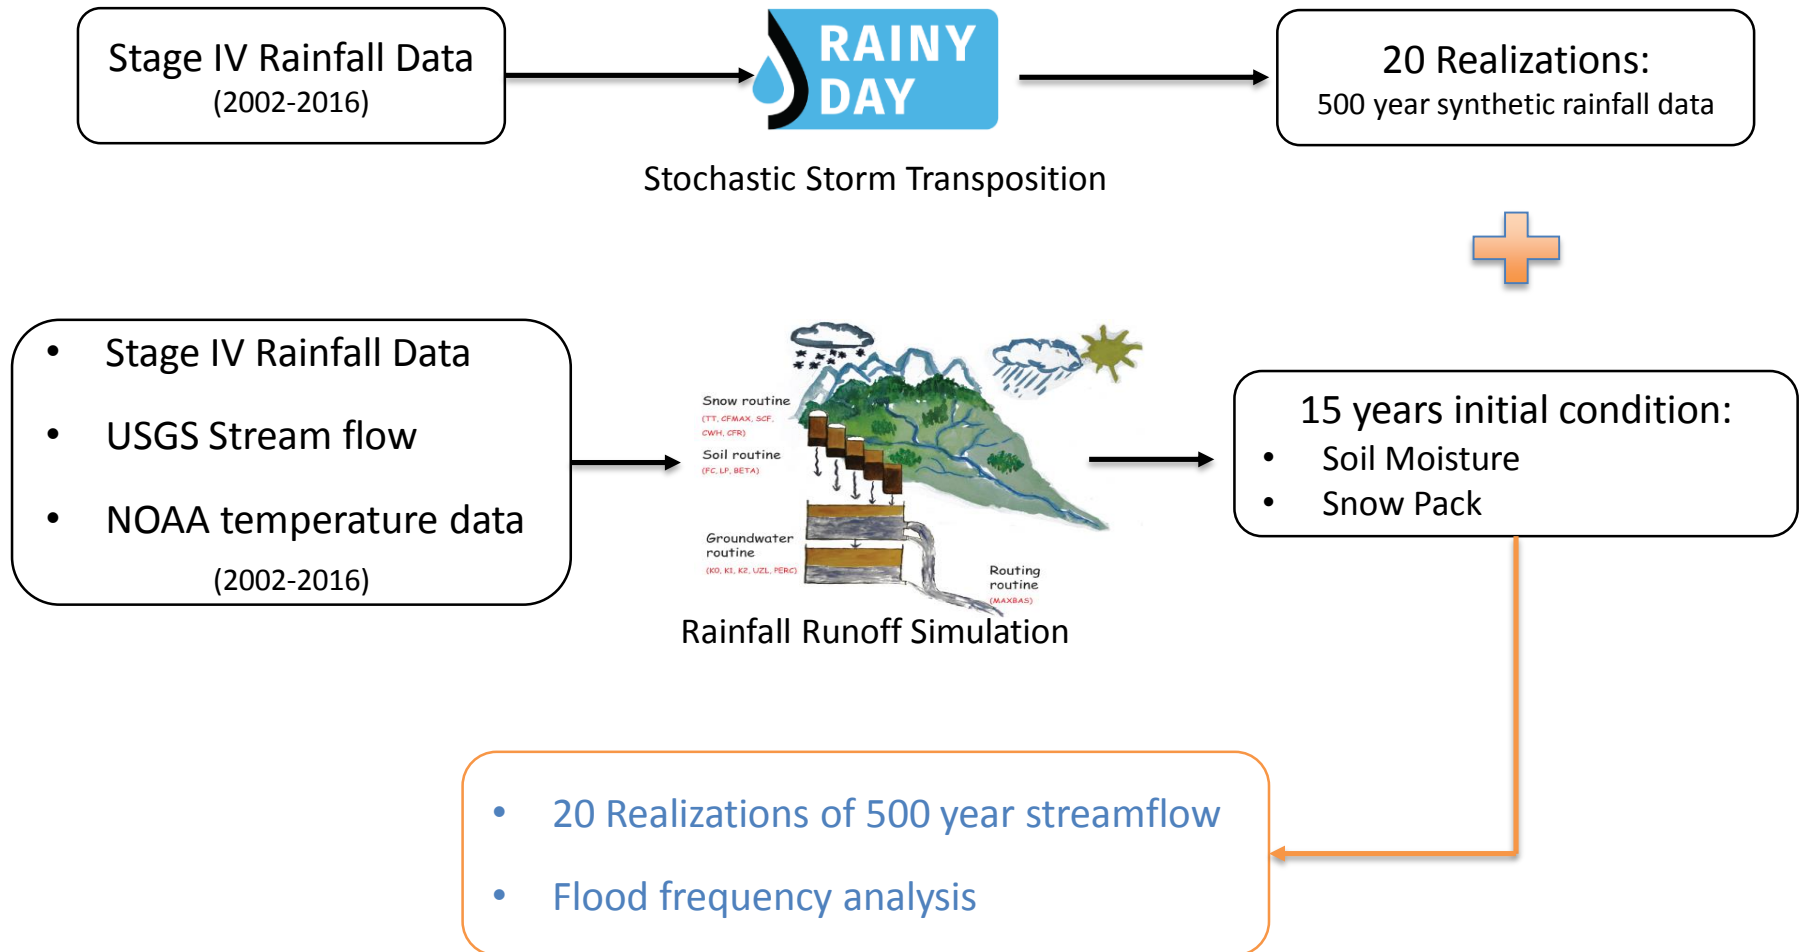 Stage IV Rainfall Data
(2002-2016)
RAINY
DAY
Stochastic Storm Transposition
20 Realizations:
500 year synthetic rainfall data
• Stage IV Rainfall Data
• USGS Stream flow
• NOAA temperature data
(2002-2016)
Snow routine
(TT, CFMAX, SCF,
CWH, CFR)
Soil routine
(FC, LP, BETA)
Groundwater
routine
(K0, K1, K2, UZL, PERC)
Routing
routine
(MAXBAS)
Rainfall Runoff Simulation
15 years initial condition:
• Soil Moisture
• Snow Pack
• 20 Realizations of 500 year streamflow
• Flood frequency analysis